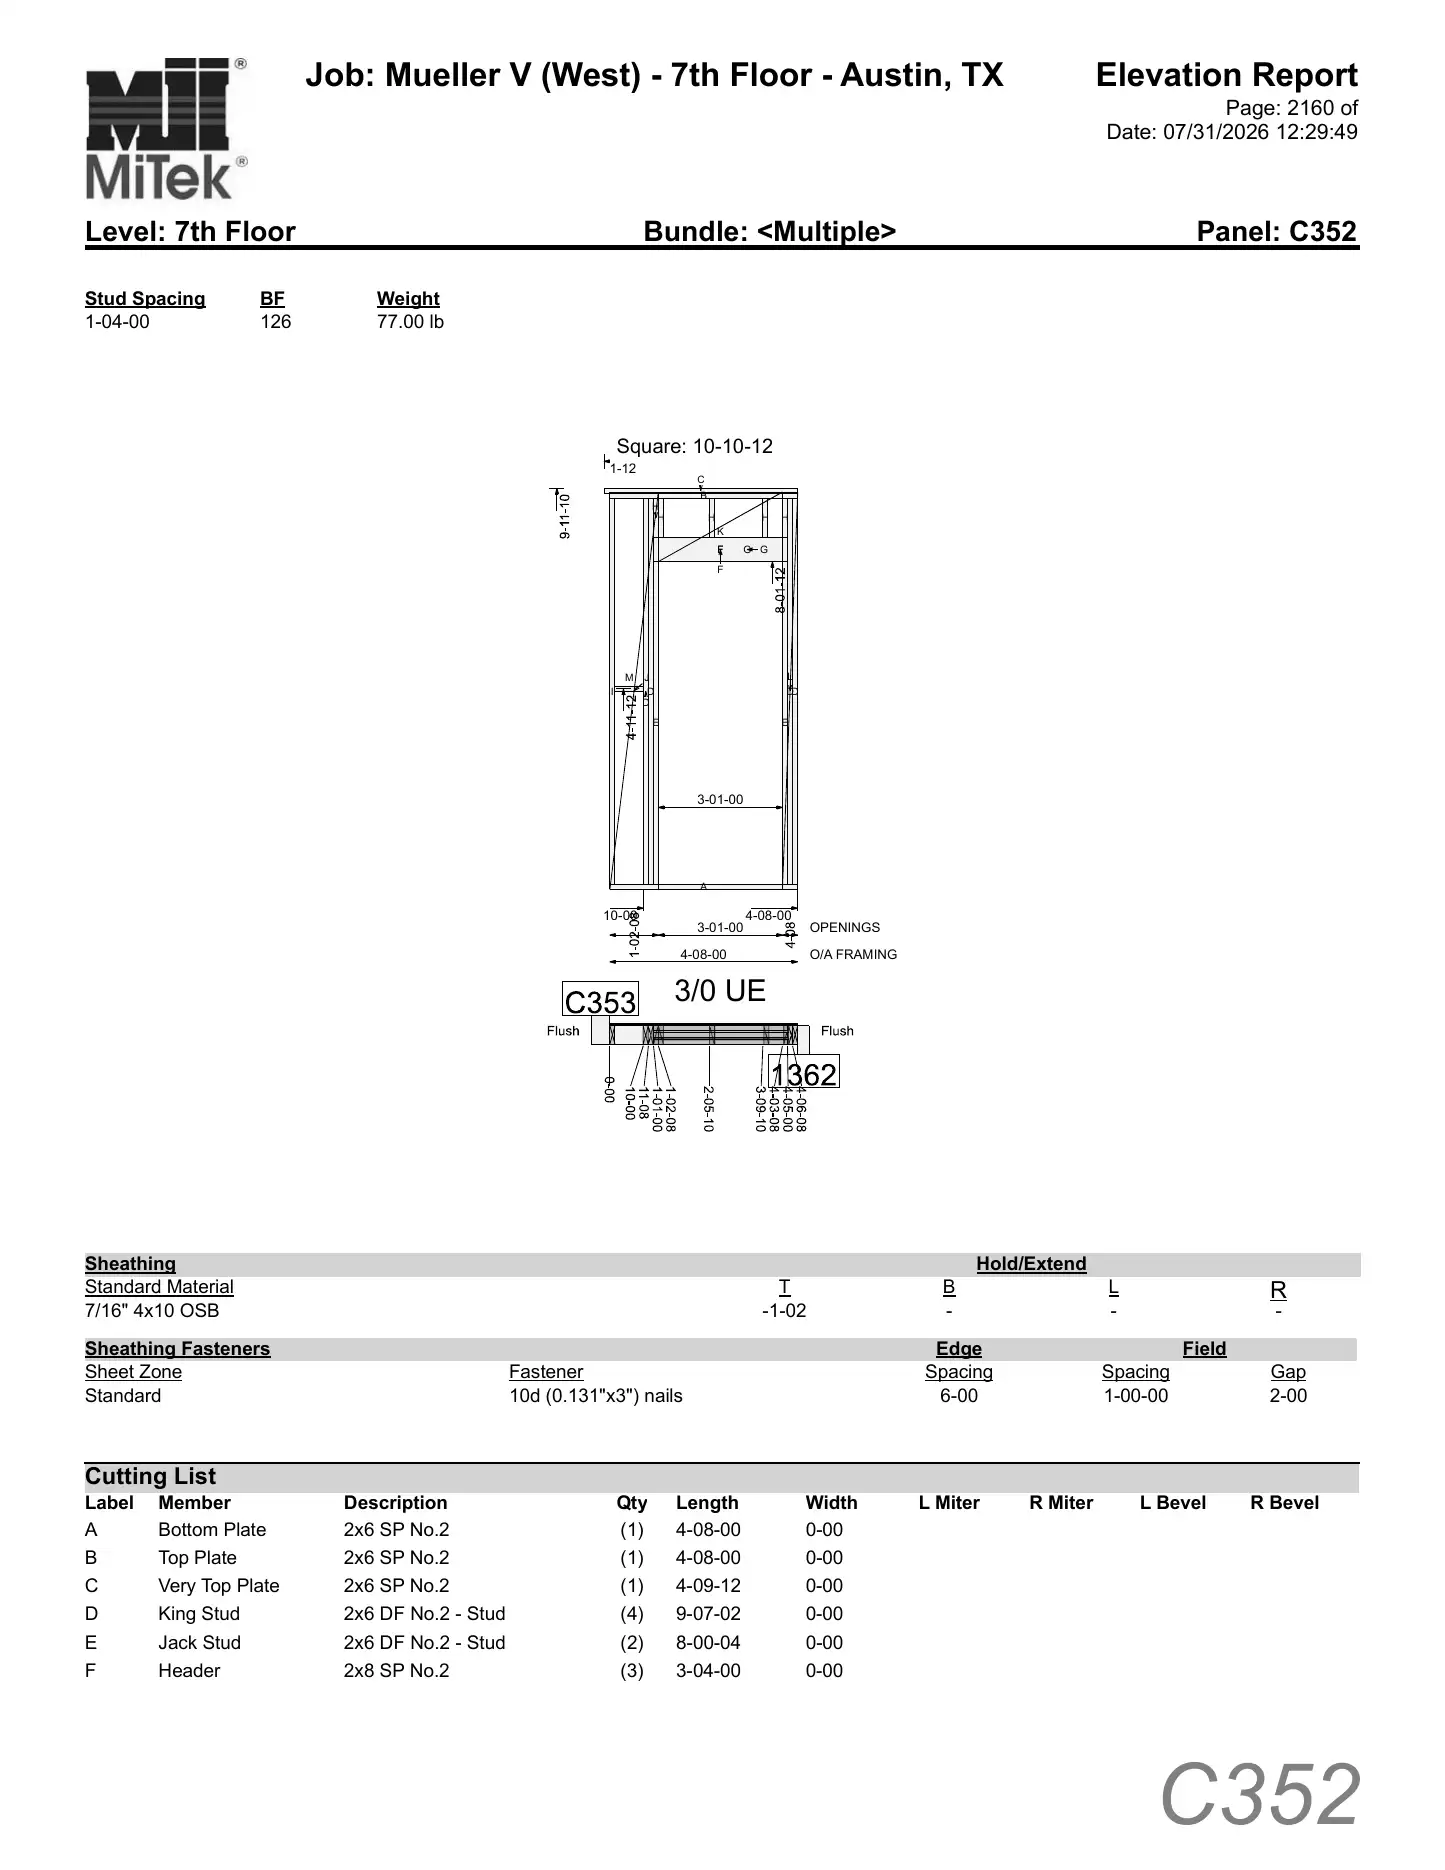 Job: Mueller V (West) - 7th Floor - Austin, TX
Elevation Report
Page: 2160 of
Date: 07/31/2026 12:29:49
MiTek®
Level: 7th Floor Bundle: <Multiple> Panel: C352
Stud Spacing BF Weight
1-04-00 126 77.00 lb
Square: 10-10-12
1-12
C
B
9-11-10
K
F G G
F
8-01-12
M J L
I D D
4-11-12
E E
3-01-00
A
10-08 4-08-00
1-02-08 3-01-00 4-08 OPENINGS
4-08-00 O/A FRAMING
C353 3/0 UE
Flush Flush
1362
0-00 10-00 11-08 1-01-00 1-02-08 2-05-10 3-09-10 4-03-08 4-05-00 4-06-08
Sheathing Hold/Extend
Standard Material T B L R
7/16" 4x10 OSB -1-02 - - -
Sheathing Fasteners Edge Field
Sheet Zone Fastener Spacing Spacing Gap
Standard 10d (0.131"x3") nails 6-00 1-00-00 2-00
Cutting List
Label Member Description Qty Length Width L Miter R Miter L Bevel R Bevel
A Bottom Plate 2x6 SP No.2 (1) 4-08-00 0-00
B Top Plate 2x6 SP No.2 (1) 4-08-00 0-00
C Very Top Plate 2x6 SP No.2 (1) 4-09-12 0-00
D King Stud 2x6 DF No.2 - Stud (4) 9-07-02 0-00
E Jack Stud 2x6 DF No.2 - Stud (2) 8-00-04 0-00
F Header 2x8 SP No.2 (3) 3-04-00 0-00
C352